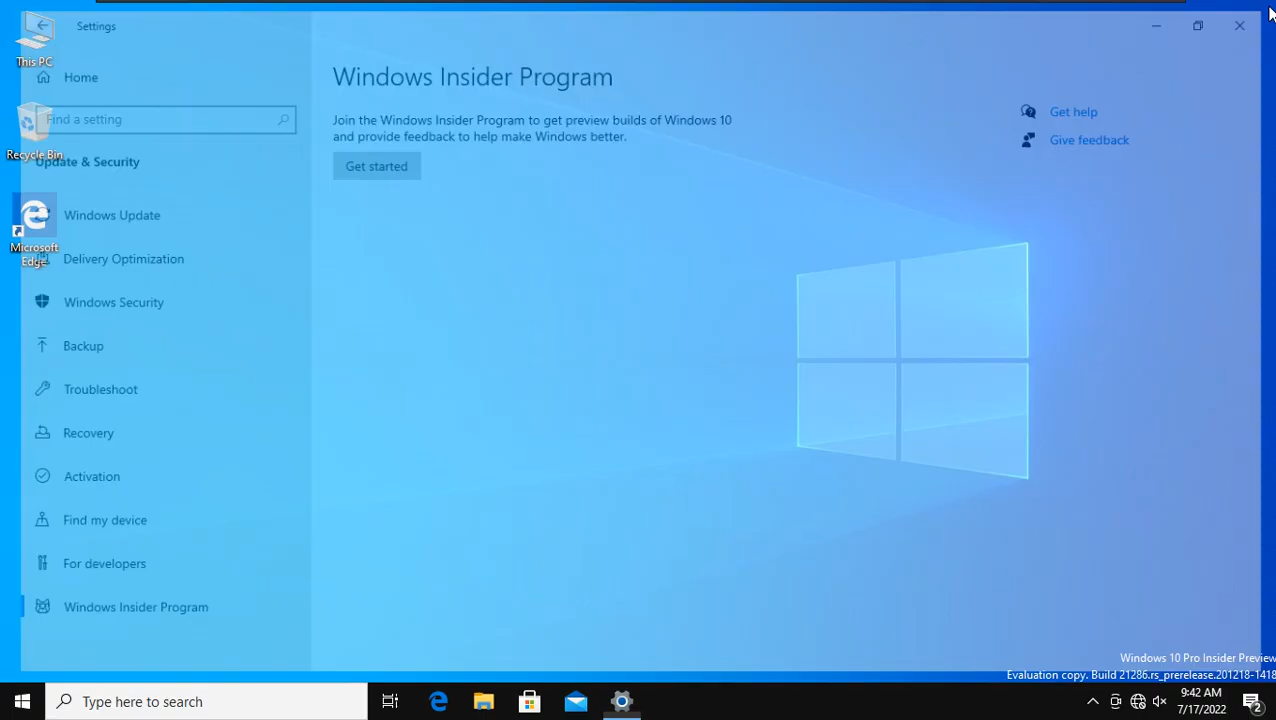 Settings
This PC
Home
Find a setting
Recycle Bin
Update & Security
Windows Update
Microsoft
Edge
Delivery Optimization
Windows Security
Backup
Troubleshoot
Recovery
Activation
Find my device
For developers
Windows Insider Program
Windows Insider Program
Join the Windows Insider Program to get preview builds of Windows 10
and provide feedback to help make Windows better.
Get started
Get help
Give feedback
Windows 10 Pro Insider Preview
Evaluation copy. Build 21286.rs_prerelease.201218-1418
Type here to search
9:42 AM
7/17/2022
2